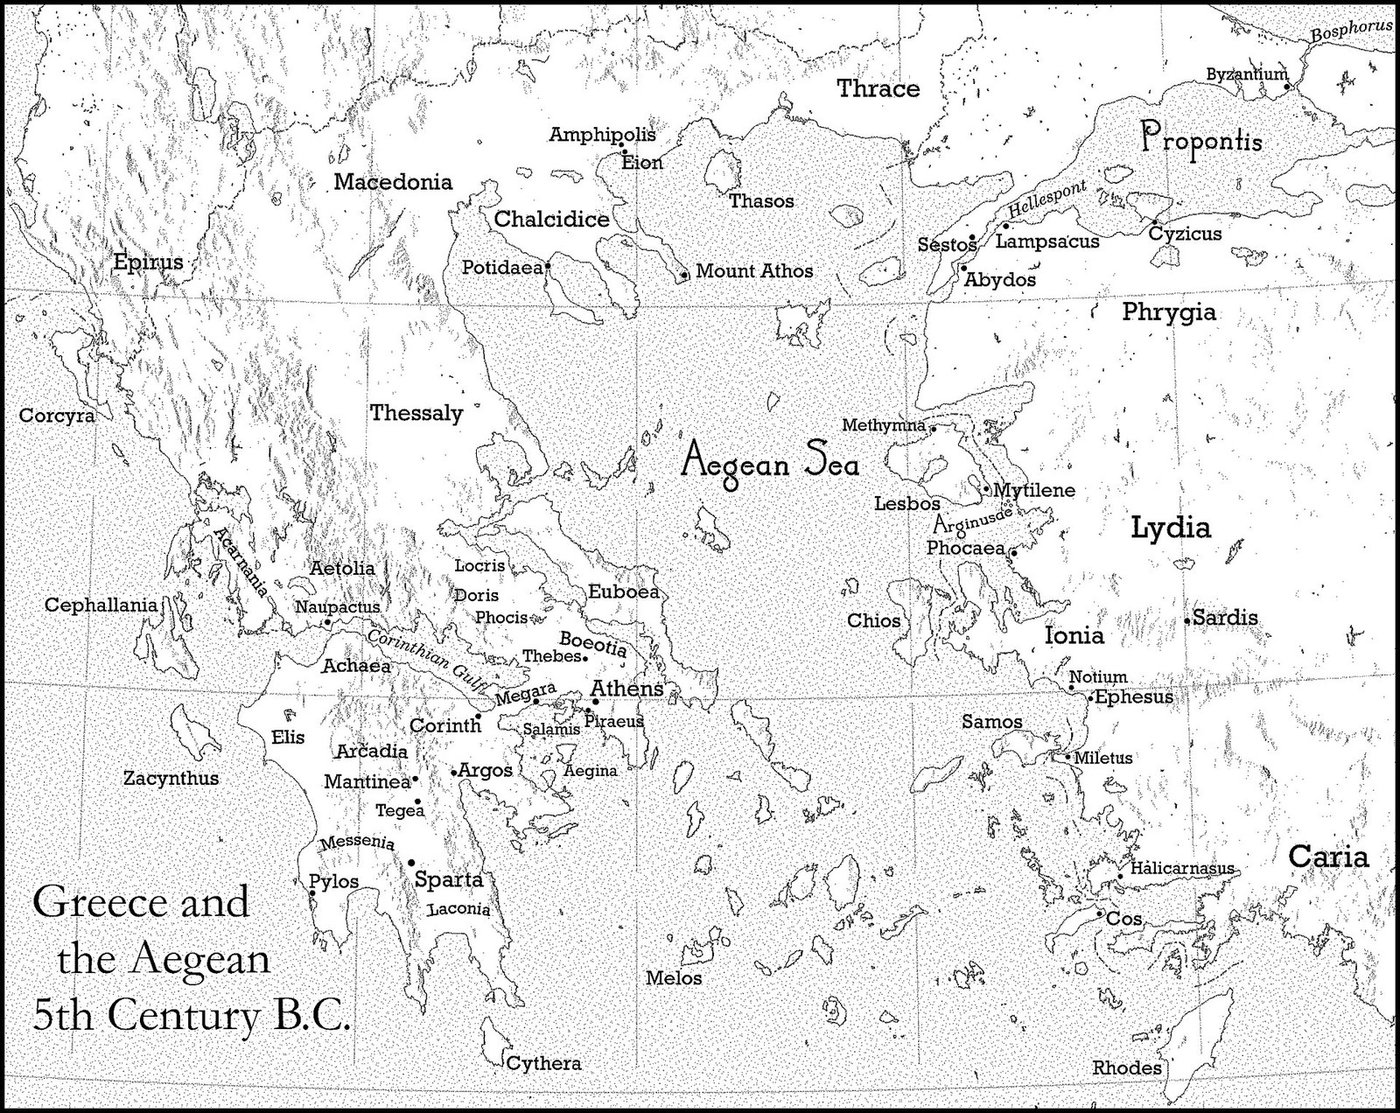 Bosphorus
Byzantium
Thrace
Propontis
Amphipolis
Eion
Macedonia
Thasos
Hellespont
Chalcidice
Sestos
Lampsacus
Cyzicus
Epirus
Potidaea
Mount Athos
Abydos
Phrygia
Corcyra
Thessaly
Methymna
Aegean Sea
Lesbos
Mytilene
Arginusae
Lydia
Phocaea
Acarnania
Aetolia
Locris
Doris
Euboea
Cephallania
Naupactus
Phocis
Chios
Sardis
Corinthian Gulf
Boeotia
Ionia
Achaea
Thebes
Notium
Megara
Athens
Ephesus
Corinth
Salamis
Piraeus
Samos
Elis
Arcadia
Miletus
Zacynthus
Mantinea
Argos
Aegina
Tegea
Messenia
Halicarnasus
Caria
Pylos
Sparta
Laconia
Cos
Greece and
the Aegean
5th Century B.C.
Melos
Cythera
Rhodes